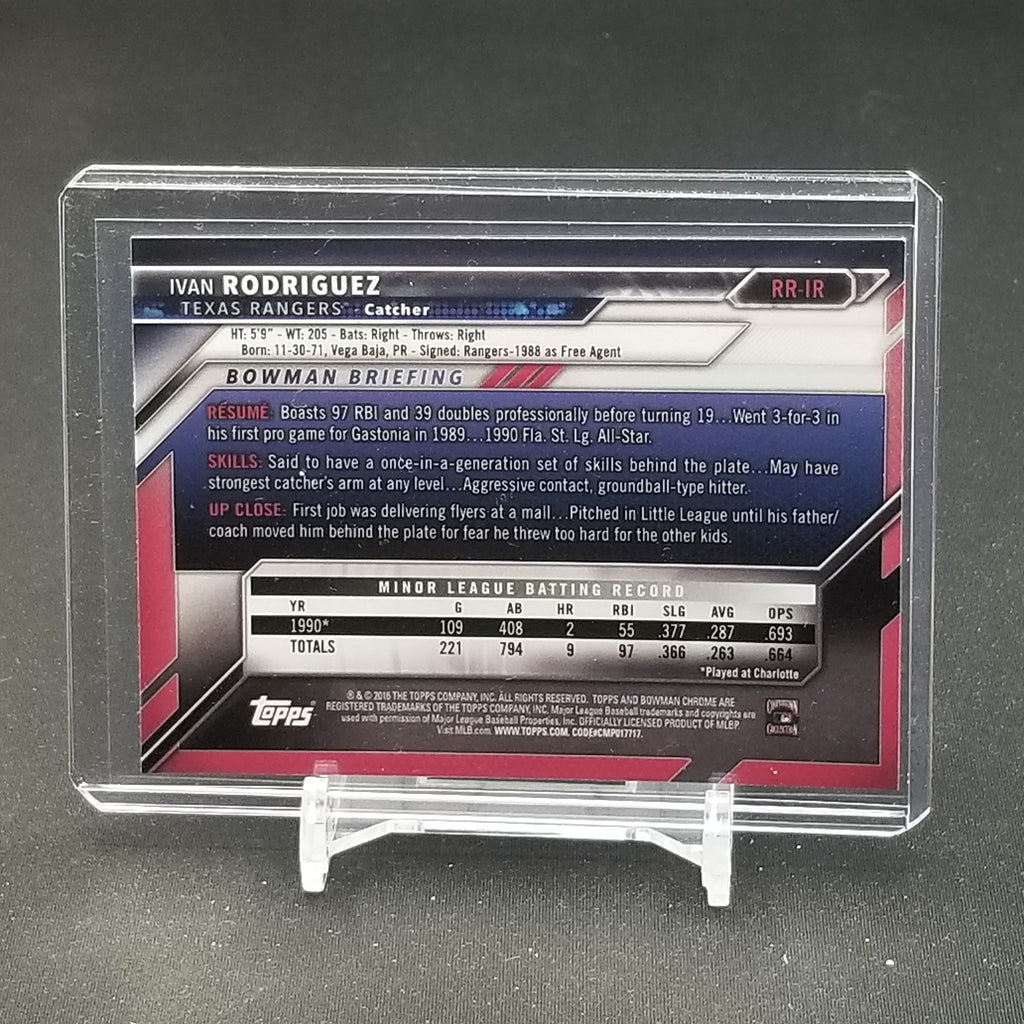 IVAN RODRIGUEZ
RR-IR
TEXAS RANGERS Catcher
HT: 5'9" - WT: 205 - Bats: Right - Throws: Right
Born: 11-30-71, Vega Baja, PR - Signed: Rangers-1988 as Free Agent
BOWMAN BRIEFING
RÉSUMÉ: Boasts 97 RBI and 39 doubles professionally before turning 19...Went 3-for-3 in
his first pro game for Gastonia in 1989...1990 Fla. St. Lg. All-Star.
SKILLS: Said to have a once-in-a-generation set of skills behind the plate...May have
strongest catcher's arm at any level...Aggressive contact, groundball-type hitter.
UP CLOSE: First job was delivering flyers at a mall...Pitched in Little League until his father/
coach moved him behind the plate for fear he threw too hard for the other kids.
MINOR LEAGUE BATTING RECORD
YR G AB HR RBI SLG AVG OPS
1990* 109 408 2 55 .377 .287 .693
TOTALS 221 794 9 97 .366 .263 .664
*Played at Charlotte
topps
® & © 2016 THE TOPPS COMPANY, INC. ALL RIGHTS RESERVED. TOPPS AND BOWMAN CHROME ARE
REGISTERED TRADEMARKS OF THE TOPPS COMPANY, INC. Major League Baseball trademarks and copyrights are
used with permission of Major League Baseball Properties, Inc. OFFICIALLY LICENSED PRODUCT OF MLBP.
Visit MLB.com. WWW.TOPPS.COM. CODE#CMP017717.